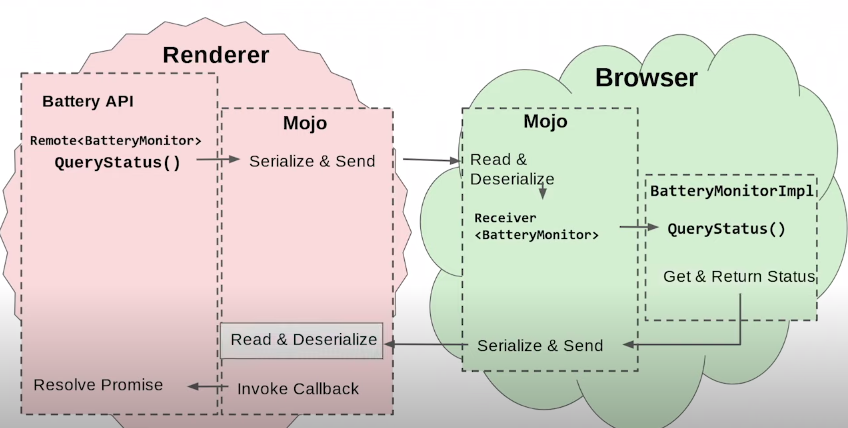 Renderer
Browser
Battery API
Mojo
Mojo
Remote<BatteryMonitor>
QueryStatus()
Serialize & Send
Read &
Deserialize
Receiver
<BatteryMonitor>
BatteryMonitorImpl
QueryStatus()
Get & Return Status
Serialize & Send
Read & Deserialize
Invoke Callback
Resolve Promise